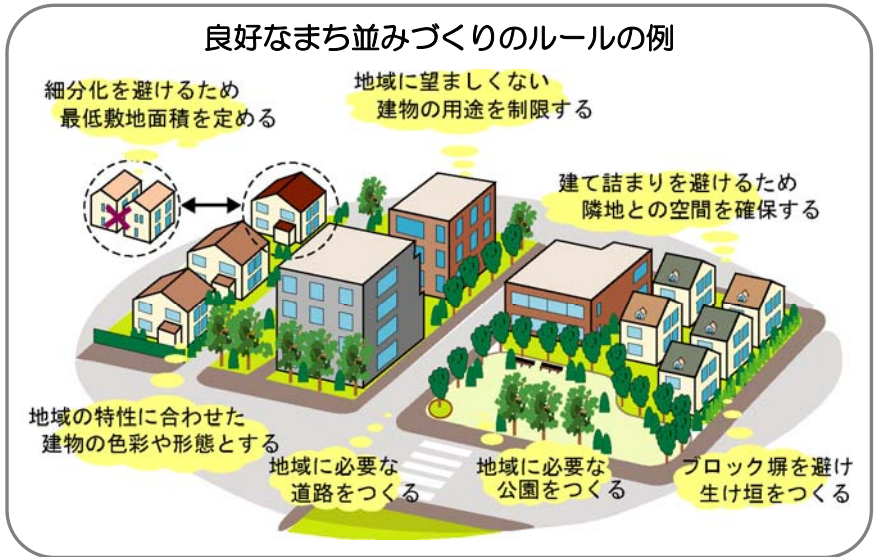 良好なまち並みづくりのルールの例
細分化を避けるため
最低敷地面積を定める
地域に望ましくない
建物の用途を制限する
建て詰まりを避けるため
隣地との空間を確保する
地域の特性に合わせた
建物の色彩や形態とする
地域に必要な
道路をつくる
地域に必要な
公園をつくる
ブロック塀を避け
生け垣をつくる